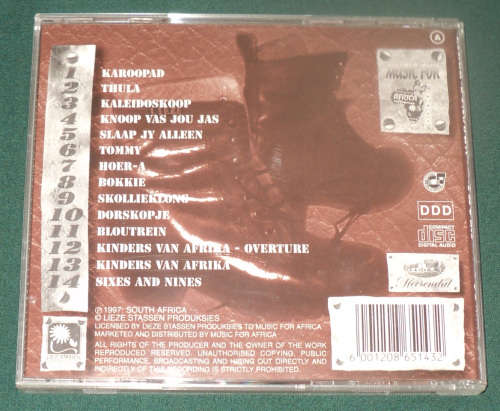 A
MUSIC FOR
AFRICA
1 KAROOPAD
2 THULA
3 KALEIDOSKOOP
4 KNOOP VAS JOU JAS
5 SLAAP JY ALLEEN
6 TOMMY
7 HOER-A
8 BOKKIE
9 SKOLLIEKLONG
10 DORSKOPJE
11 BLOUTREIN
12 KINDERS VAN AFRIKA - OVERTURE
13 KINDERS VAN AFRIKA
14 SIXES AND NINES
DDD
COMPACT
disc
DIGITAL AUDIO
Meersendal
℗ 1997: SOUTH AFRICA
© LIEZE STASSEN PRODUKSIES
LICENSED BY LIEZE STASSEN PRODUKSIES TO MUSIC FOR AFRICA
MARKETED AND DISTRIBUTED BY MUSIC FOR AFRICA
ALL RIGHTS OF THE PRODUCER AND THE OWNER OF THE WORK
REPRODUCED RESERVED. UNAUTHORISED COPYING, PUBLIC
PERFORMANCE, BROADCASTING AND HIRING OUT DIRECTLY AND
INDIRECTLY OF THIS RECORDING IS STRICTLY PROHIBITED.
6 001208 651432